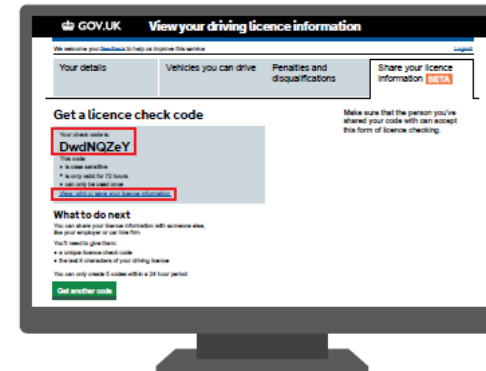 GOV.UK View your driving licence information
We welcome your feedback to help us improve this service Logout
Your details Vehicles you can drive Penalties and disqualifications Share your licence information BETA
Get a licence check code
Your check code is:
DwdNQZeY
This code:
• is case sensitive
• is only valid for 72 hours
• can only be used once
View, print or save your licence information
Make sure that the person you've
shared your code with can accept
this form of licence checking.
What to do next
You can share your licence information with someone else,
like your employer or car hire firm
You'll need to give them:
• a unique licence check code
• the last 8 characters of your driving licence
You can only create 5 codes within a 24 hour period
Get another code